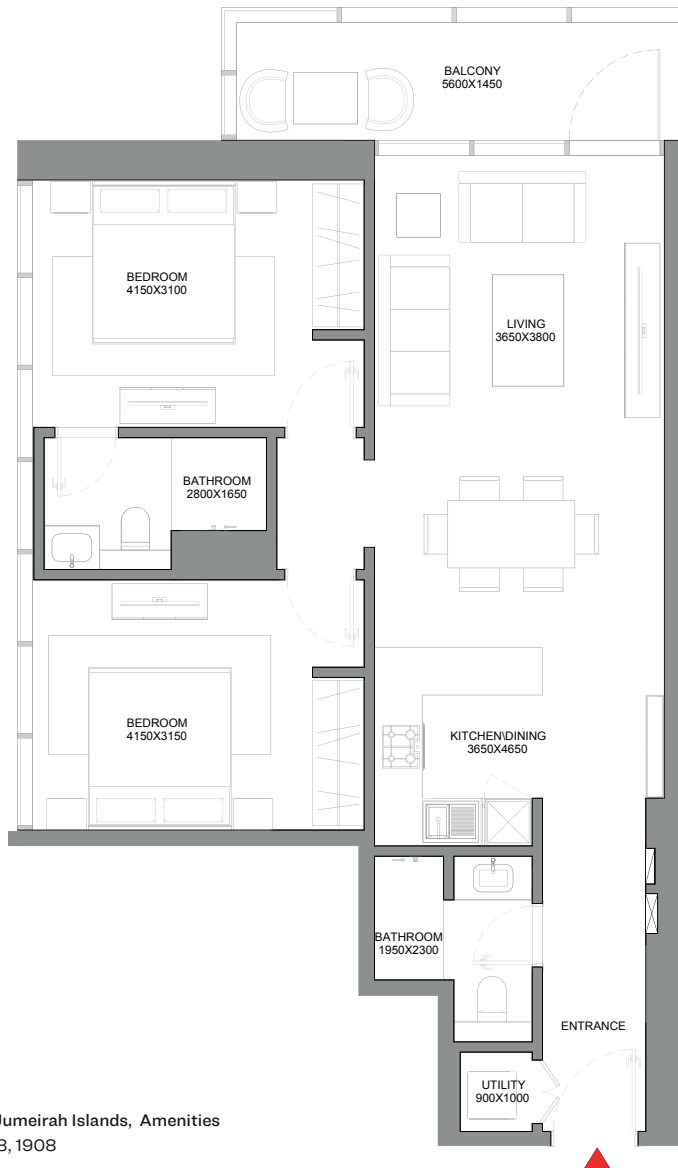 BALCONY
5600X1450
BEDROOM
4150X3100
LIVING
3650X3800
BATHROOM
2800X1650
BEDROOM
4150X3150
KITCHEN\DINING
3650X4650
BATHROOM
1950X2300
ENTRANCE
UTILITY
900X1000
Jumeirah Islands, Amenities
8, 1908